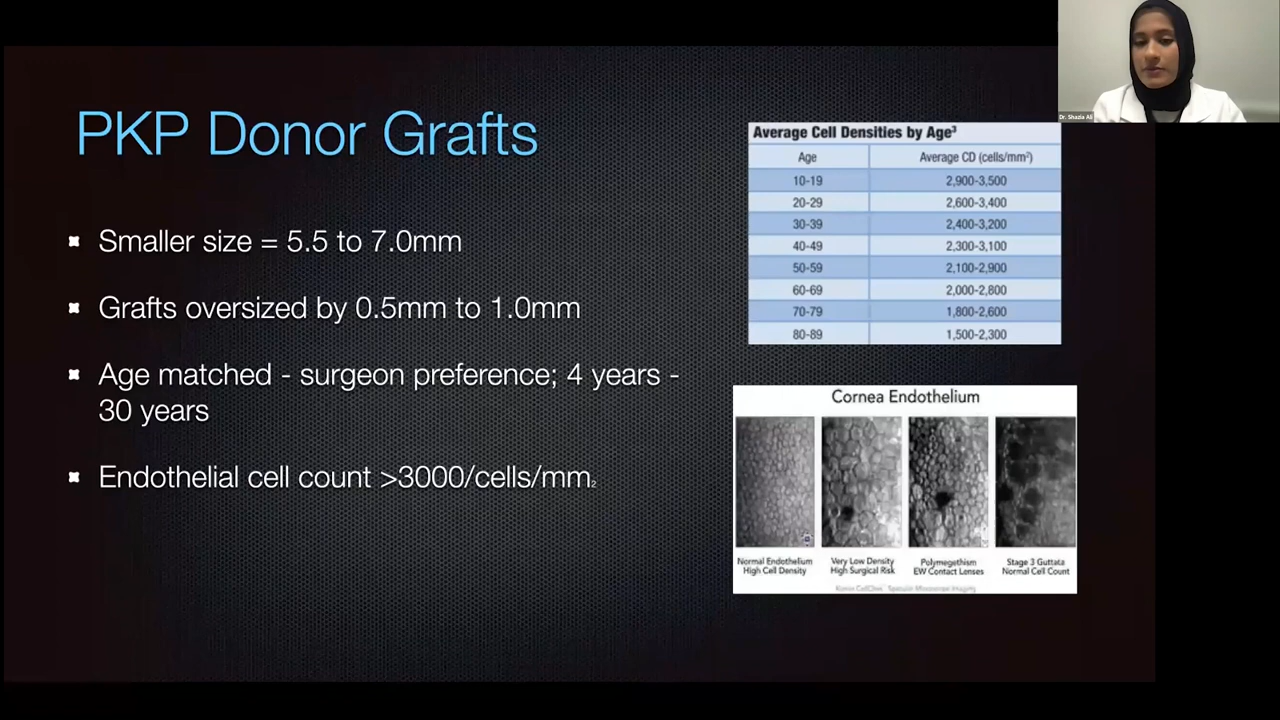 PKP Donor Grafts
Smaller size = 5.5 to 7.0mm
Grafts oversized by 0.5mm to 1.0mm
Age matched - surgeon preference; 4 years -
30 years
Endothelial cell count >3000/cells/mm2
Average Cell Densities by Age³
Age Average CD (cells/mm²)
10-19 2,900-3,500
20-29 2,600-3,400
30-39 2,400-3,200
40-49 2,300-3,100
50-59 2,100-2,900
60-69 2,000-2,800
70-79 1,800-2,600
80-89 1,500-2,300
Cornea Endothelium
Normal Endothelium
High Cell Density
Very Low Density
High Surgical Risk
Polymegethism
EW Contact Lenses
Stage 3 Guttata
Normal Cell Count
Specular Microscope Imaging
Dr. Shazia Ali